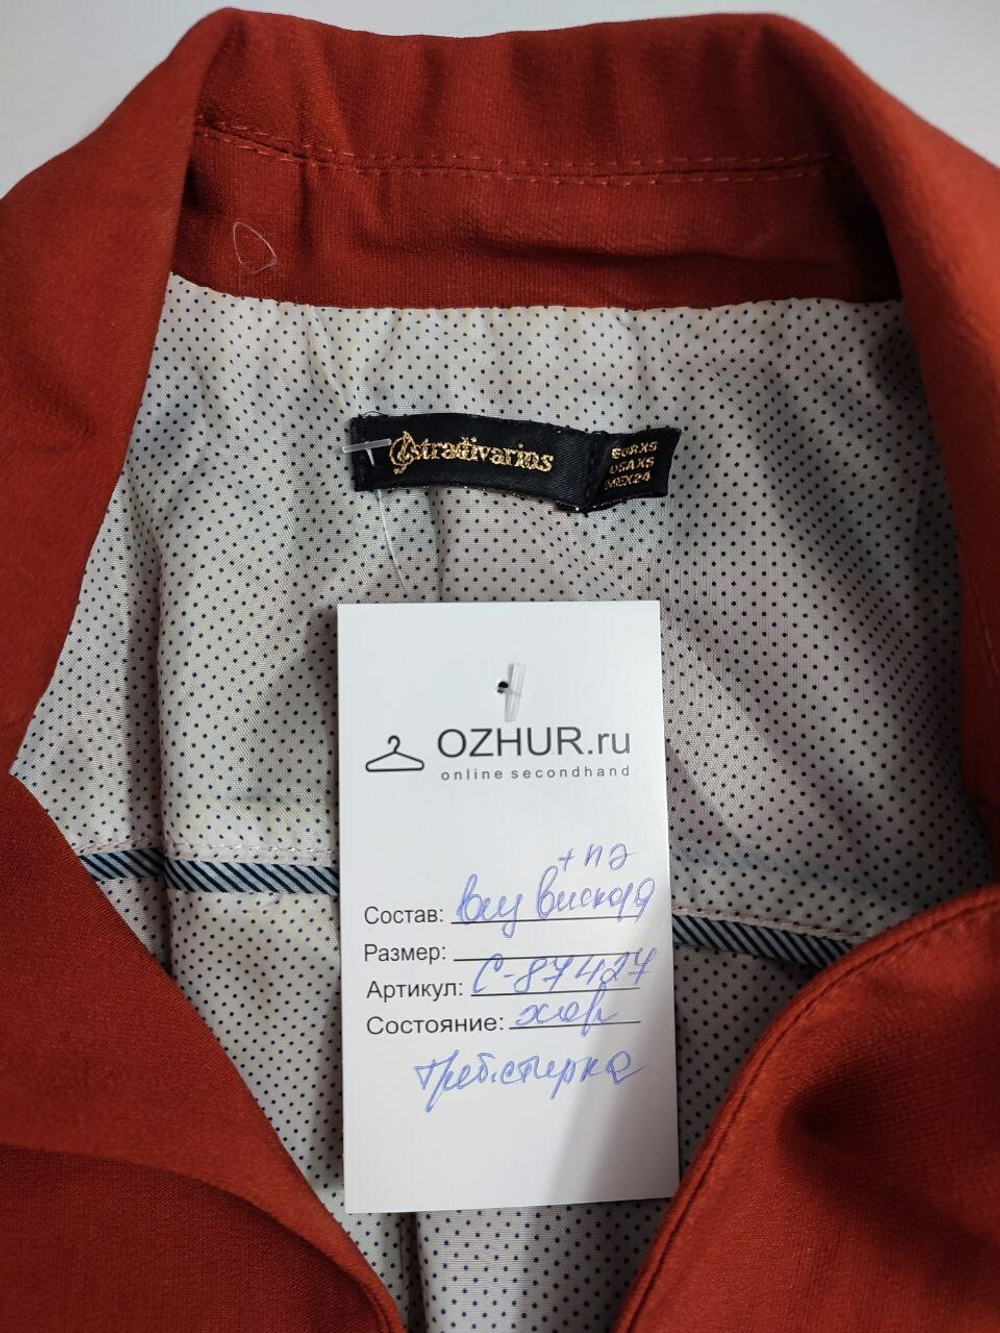 Stradivarius
EUR XS
USA XS
MEX 24
OZHUR.ru
online secondhand
+ пэ
Состав: виз вискоза
Размер:
Артикул: С-87427
Состояние: хор
треб. стирка